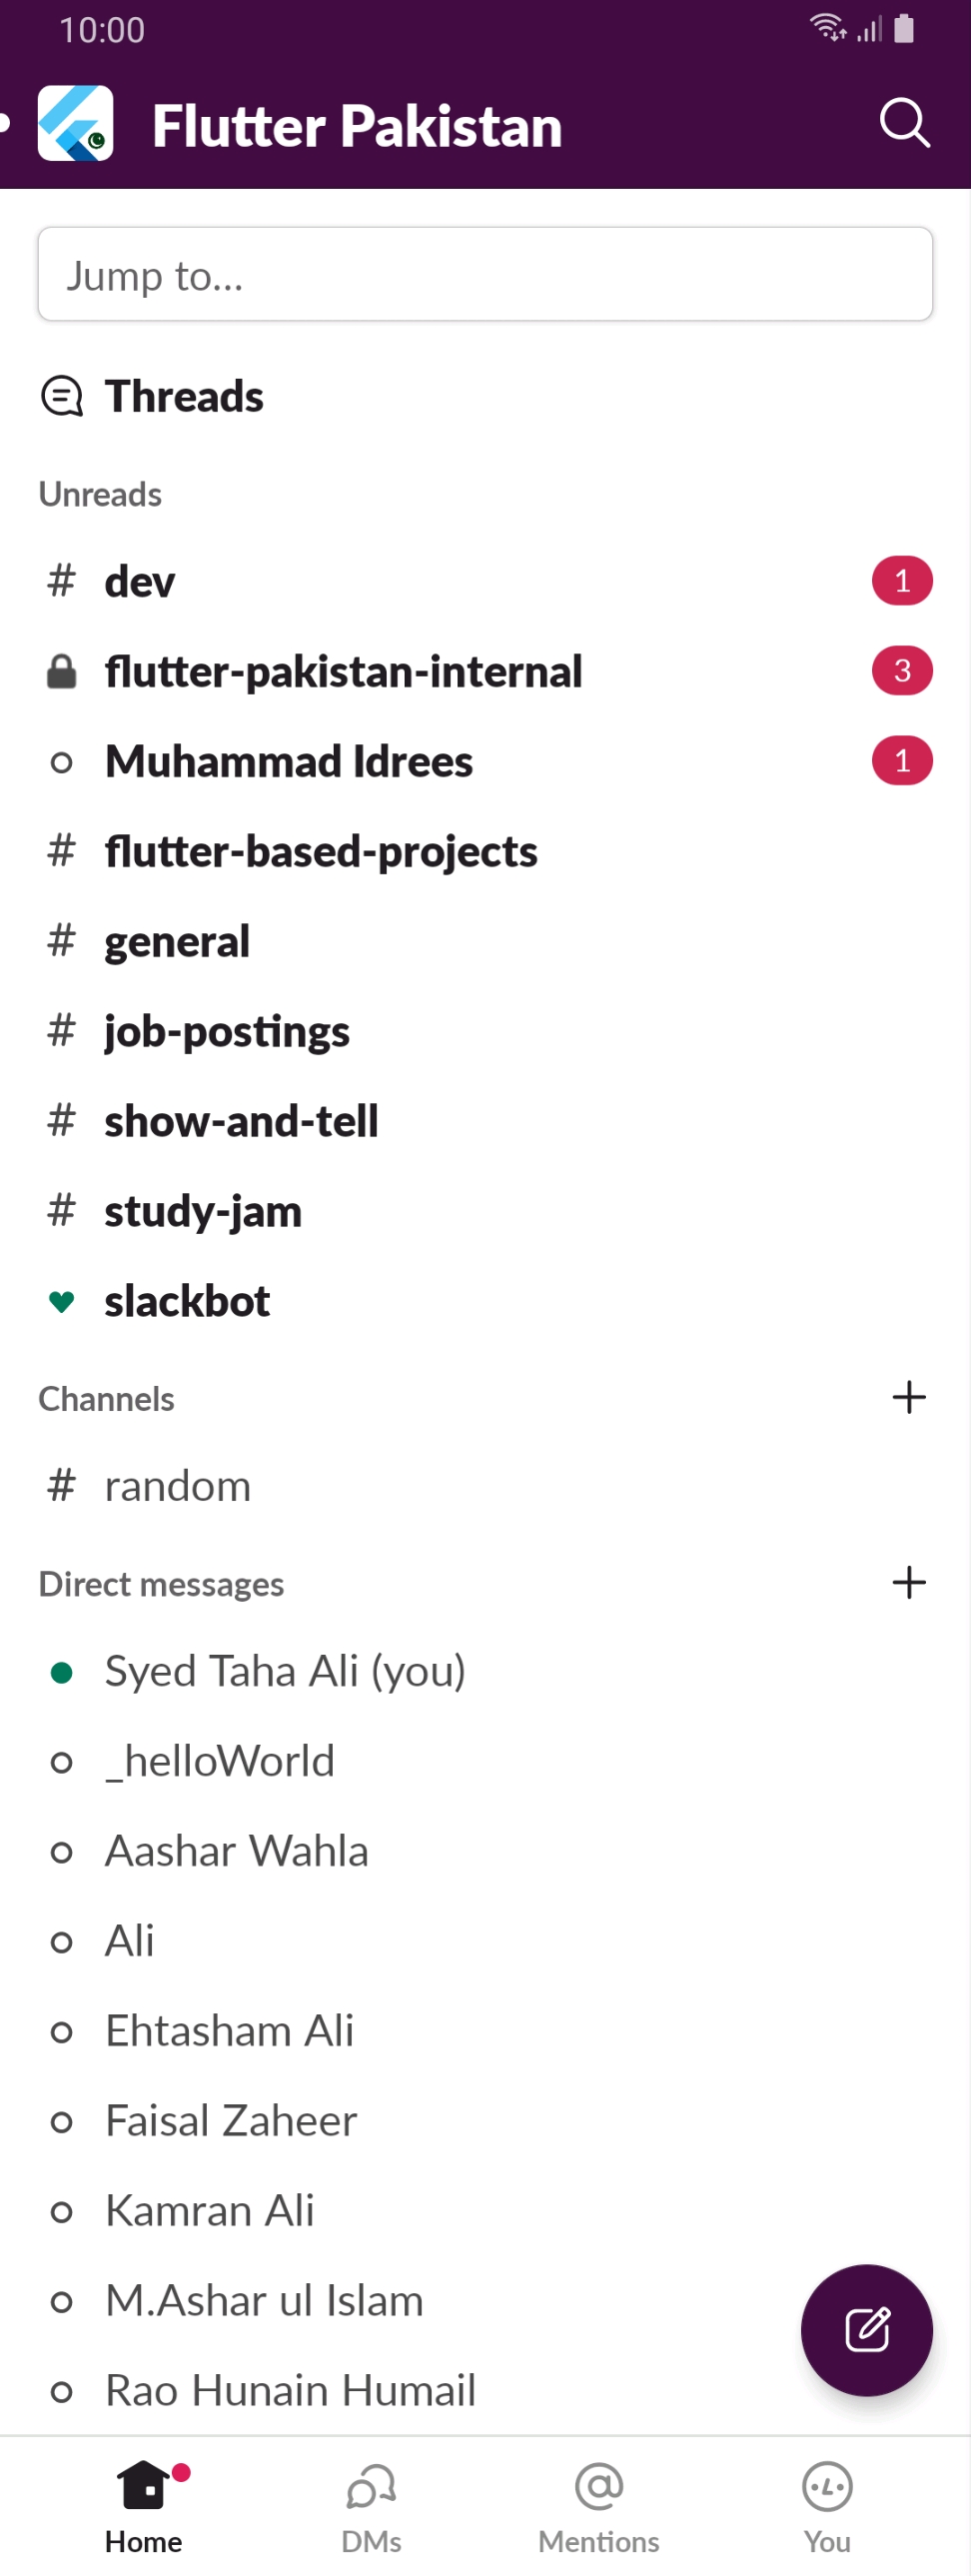 10:00
Flutter Pakistan
Jump to...
Threads
Unreads
# dev 1
flutter-pakistan-internal 3
Muhammad Idrees 1
# flutter-based-projects
# general
# job-postings
# show-and-tell
# study-jam
slackbot
Channels
# random
Direct messages
Syed Taha Ali (you)
_helloWorld
Aashar Wahla
Ali
Ehtasham Ali
Faisal Zaheer
Kamran Ali
M.Ashar ul Islam
Rao Hunain Humail
Home DMs Mentions You